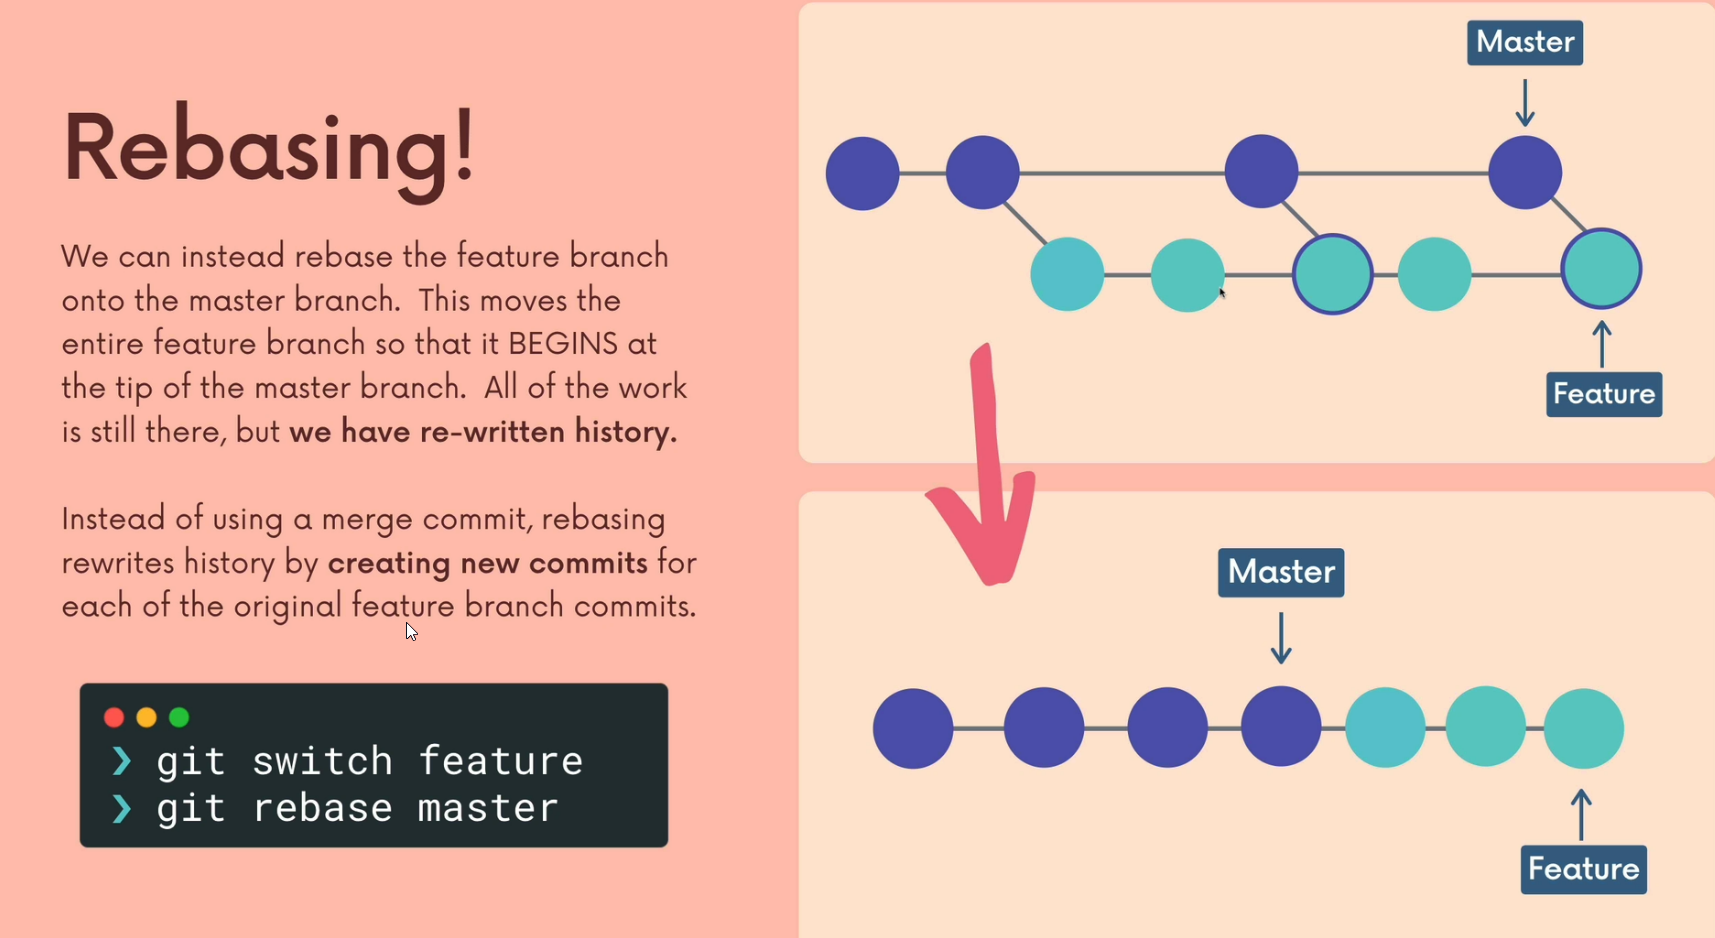 Rebasing!
We can instead rebase the feature branch
onto the master branch.  This moves the
entire feature branch so that it BEGINS at
the tip of the master branch.  All of the work
is still there, but we have re-written history.
Instead of using a merge commit, rebasing
rewrites history by creating new commits for
each of the original feature branch commits.
❯ git switch feature
❯ git rebase master
Master
Feature
Master
Feature